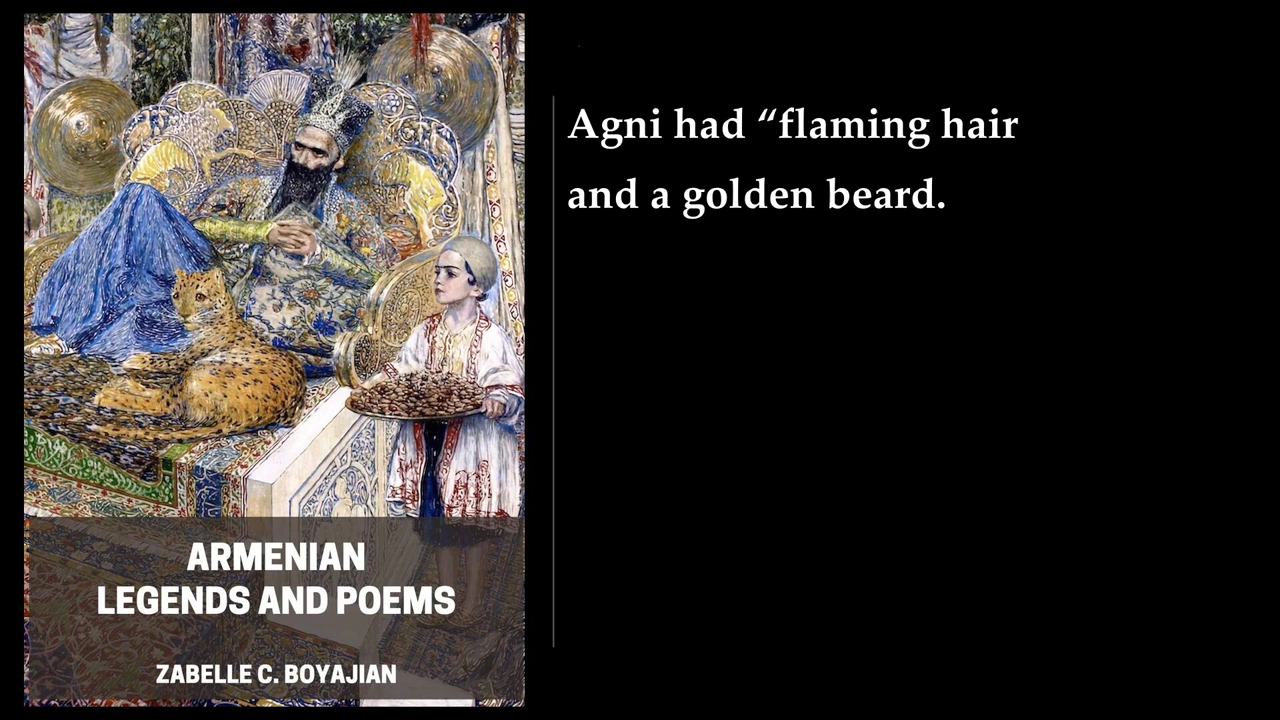 Agni had “flaming hair
and a golden beard.
ARMENIAN
LEGENDS AND POEMS
ZABELLE C. BOYAJIAN